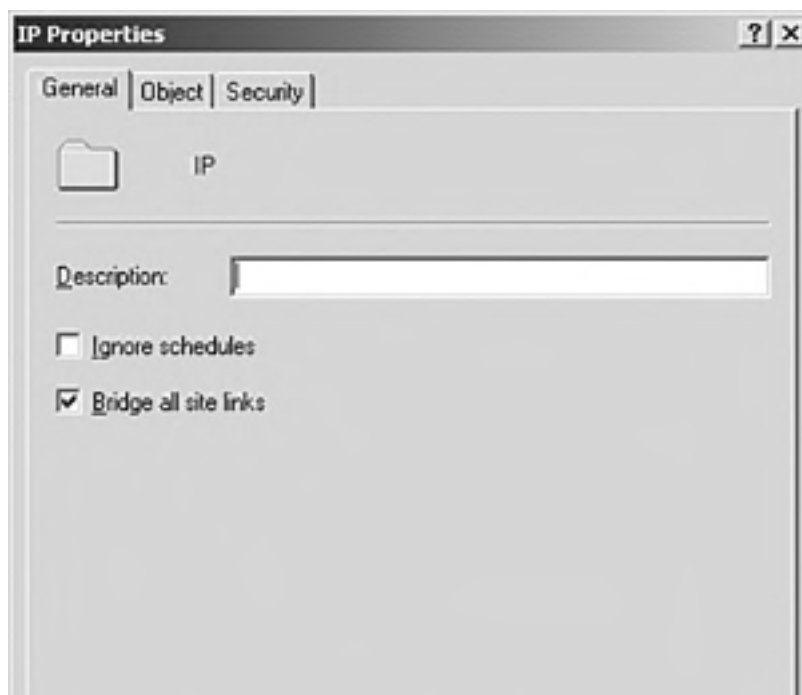 IP Properties
General Object Security
IP
Description:
Ignore schedules
Bridge all site links